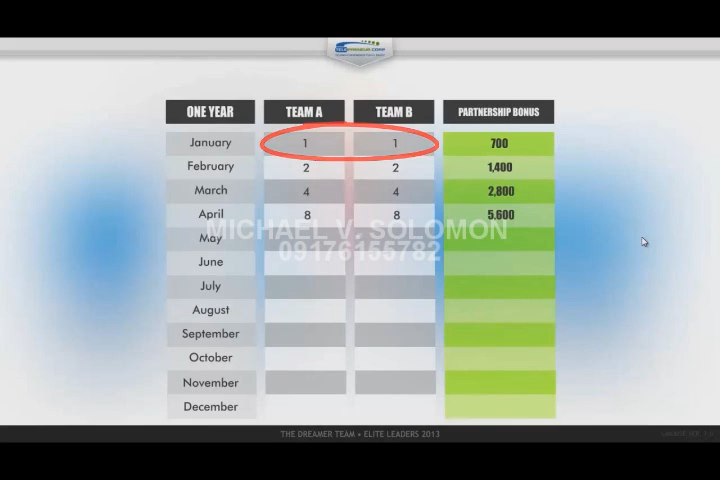 TELEPRENEUR CORP
ONE YEAR TEAM A TEAM B PARTNERSHIP BONUS
January 1 1 700
February 2 2 1,400
March 4 4 2,800
April 8 8 5,600
MICHAEL V. SOLOMON
May
09176155782
June
July
August
September
October
November
December
THE DREAMER TEAM • ELITE LEADERS 2013